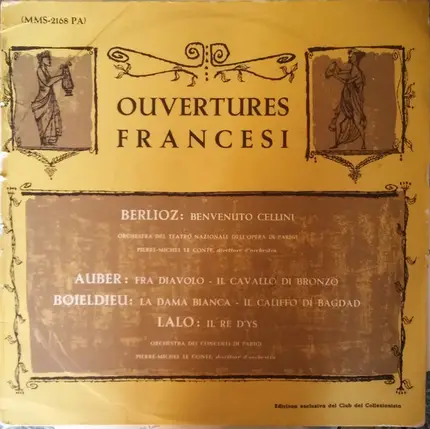 (MMS-2168 PA)
OUVERTURES
FRANCESI
BERLIOZ: BENVENUTO CELLINI
ORCHESTRA DEL TEATRO NAZIONALE DELL'OPERA DI PARIGI
PIERRE-MICHEL LE CONTE, direttore d'orchestra
AUBER: FRA DIAVOLO - IL CAVALLO DI BRONZO
BOIELDIEU: LA DAMA BIANCA - IL CALIFFO DI BAGDAD
LALO: IL RE D'YS
ORCHESTRA DEI CONCERTI DI PARIGI
PIERRE-MICHEL LE CONTE, direttore d'orchestra
Edizione esclusiva del Club del Collezionista